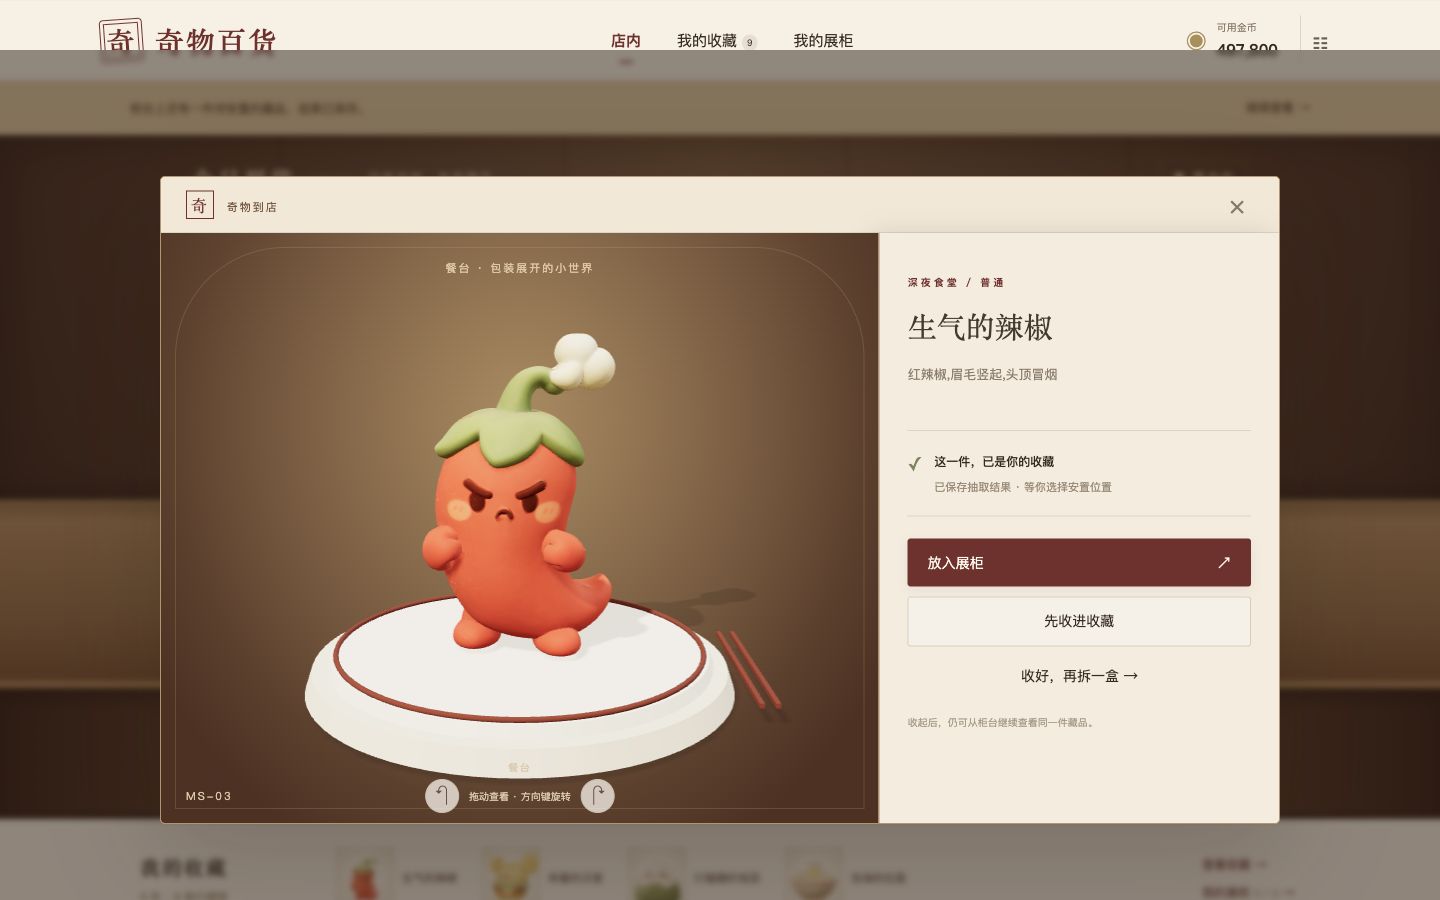 奇 奇物百货
店内 我的收藏 9 我的展柜
可用金币
497,800
奇 奇物到店
餐台 · 包装展开的小世界
深夜食堂 / 普通
生气的辣椒
红辣椒,眉毛竖起,头顶冒烟
这一件，已是你的收藏
已保存抽取结果 · 等你选择安置位置
放入展柜 ↗
先收进收藏
收好，再拆一盒 →
收起后，仍可从柜台继续查看同一件藏品。
餐台
MS-03
拖动查看 · 方向键旋转
我的收藏